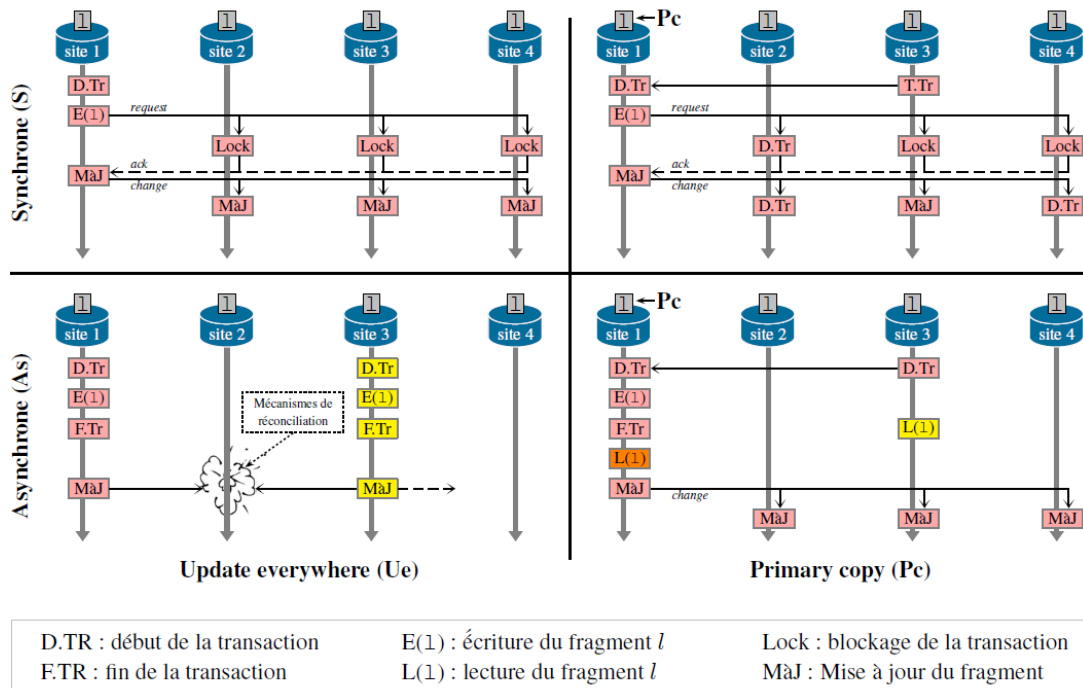 l l l l
site 1 site 2 site 3 site 4
D.Tr
E(l) request
Lock Lock Lock
ack
MàJ
change
MàJ MàJ MàJ
Synchrone (S)
l Pc l l l
site 1 site 2 site 3 site 4
D.Tr T.Tr
E(l) request
D.Tr Lock Lock
ack
MàJ
change
D.Tr MàJ D.Tr
l l l l
site 1 site 2 site 3 site 4
D.Tr D.Tr
E(l) E(l)
Mécanismes de
réconciliation
F.Tr F.Tr
MàJ MàJ
Asynchrone (As)
l Pc l l l
site 1 site 2 site 3 site 4
D.Tr D.Tr
E(l)
F.Tr L(l)
L(l)
MàJ change
MàJ MàJ MàJ
Update everywhere (Ue) Primary copy (Pc)
D.TR : début de la transaction E(l) : écriture du fragment l Lock : blockage de la transaction
F.TR : fin de la transaction L(l) : lecture du fragment l MàJ : Mise à jour du fragment